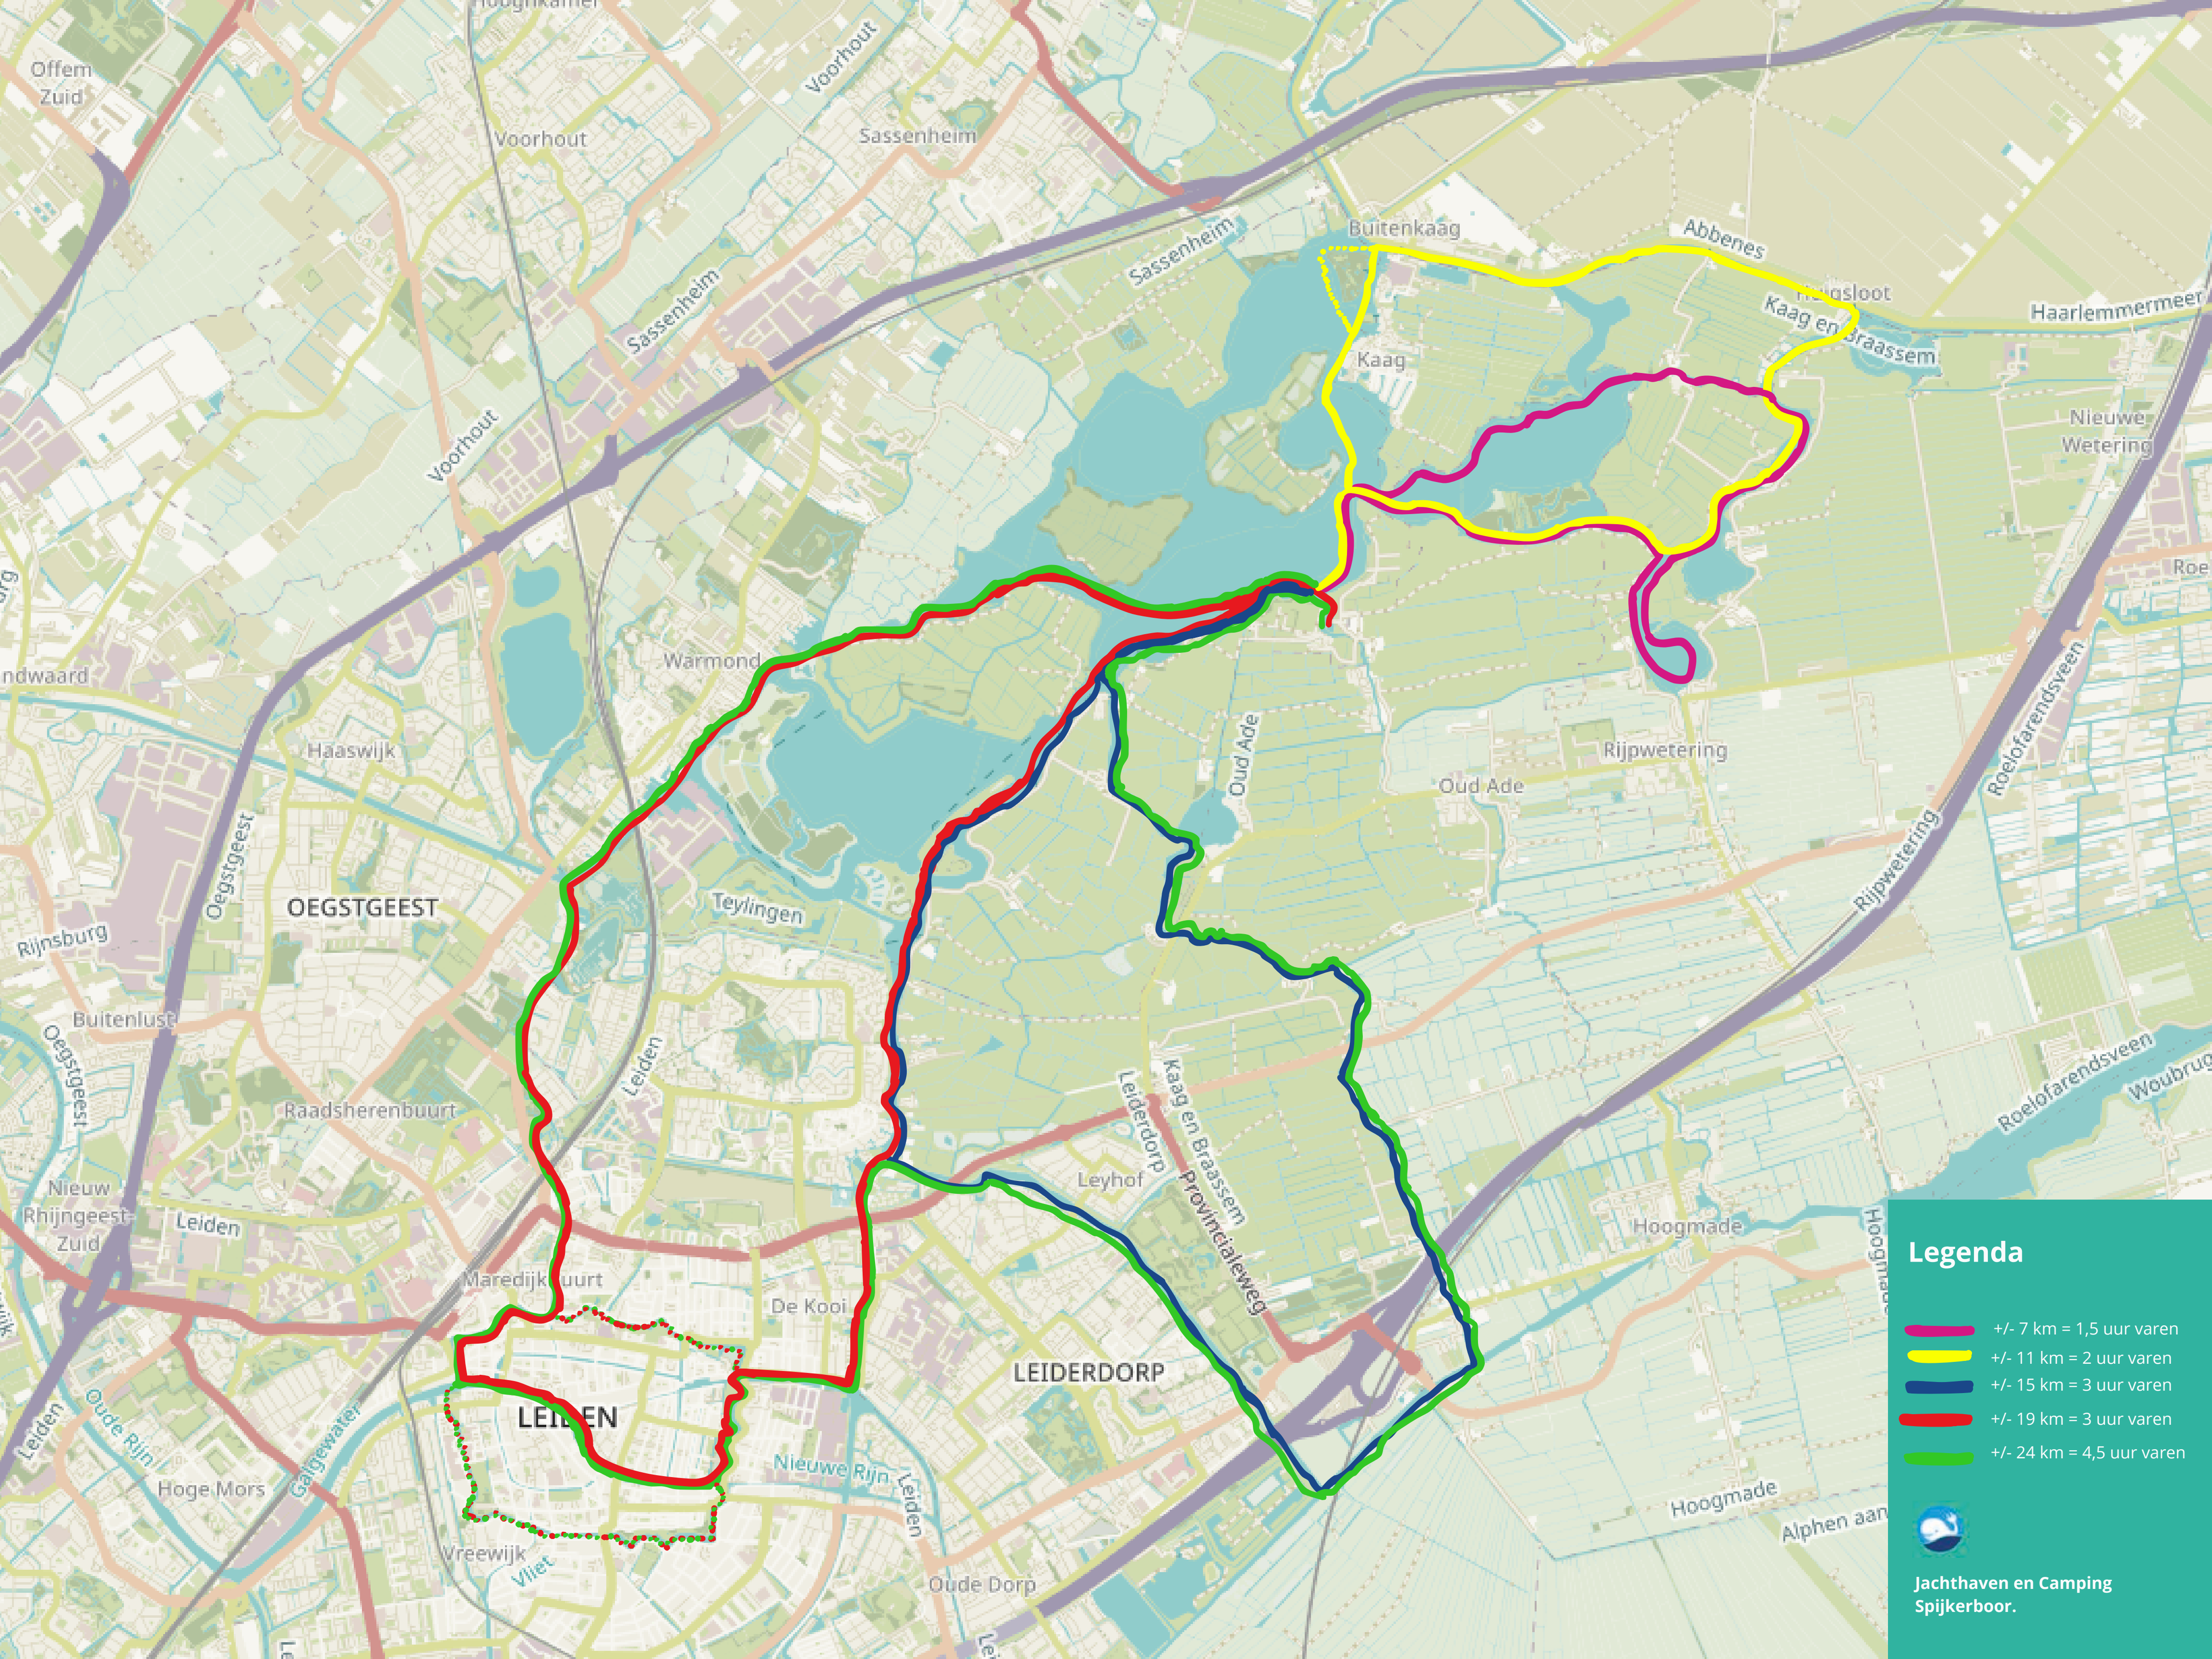 Offem
Zuid
Voorhout
Voorhout
Sassenheim
Sassenheim
Buitenkaag
Abbenes
Huigsloot
Kaag en Braassem
Haarlemmermeer
Sassenheim
Kaag
Nieuwe
Wetering
Voorhout
Warmond
Haaswijk
Oud Ade
Oud Ade
Rijpwetering
Roelofarendsveen
Rijpwetering
Oegstgeest
OEGSTGEEST
Teylingen
Rijnsburg
Buitenlust
Oegstgeest
Leiden
Raadsherenbuurt
Leiderdorp
Kaag en Braassem
Provincialeweg
Leyhof
Roelofarendsveen
Nieuw
Rhijngeest-
Zuid
Leiden
Hoogmade
Hoogmade
De Kooi
LEIDERDORP
LEIDEN
Oude Rijn
Galgewater
Leiden
Hoge Mors
Nieuwe Rijn
Leiden
Vreewijk
Vliet
Oude Dorp
Hoogmade
Alphen aan
Legenda
+/- 7 km = 1,5 uur varen
+/- 11 km = 2 uur varen
+/- 15 km = 3 uur varen
+/- 19 km = 3 uur varen
+/- 24 km = 4,5 uur varen
Jachthaven en Camping
Spijkerboor.